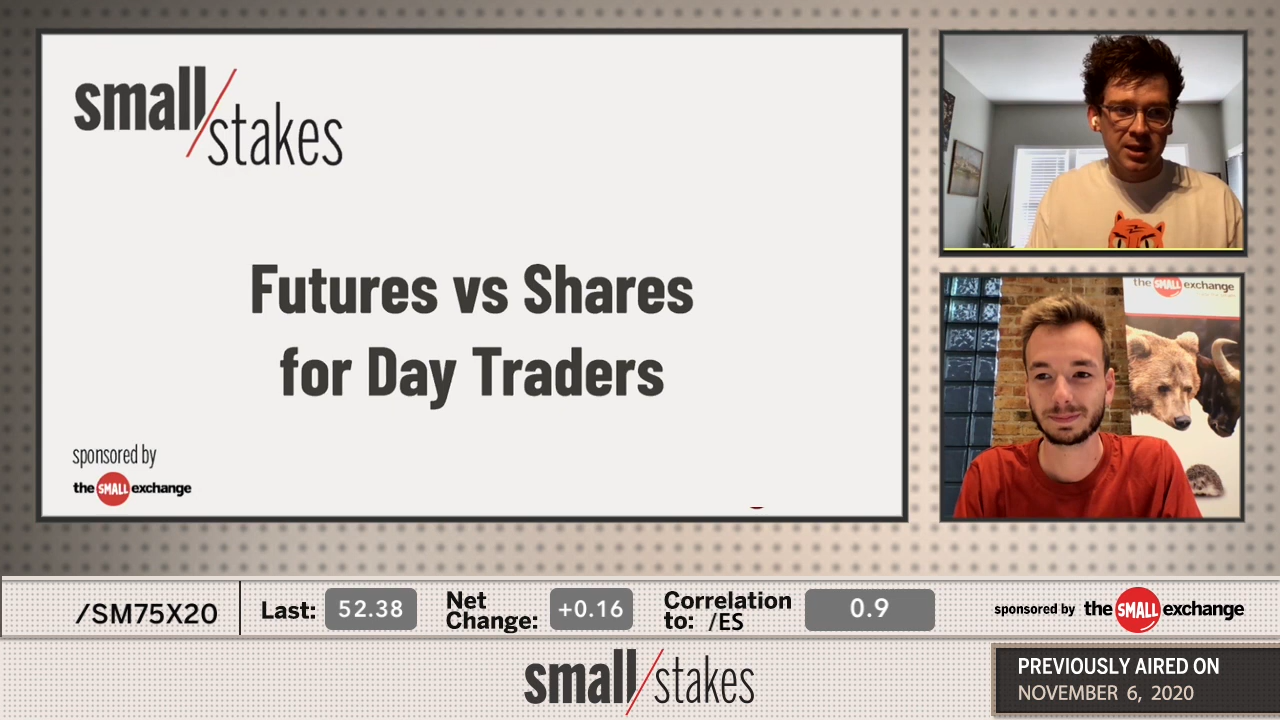 small/stakes
Futures vs Shares
for Day Traders
sponsored by
the SMALL exchange
the SMALL exchange
/SM75X20
Last:
52.38
Net
Change:
+0.16
Correlation
to: /ES
0.9
sponsored by the SMALL exchange
small/stakes
PREVIOUSLY AIRED ON
NOVEMBER 6, 2020